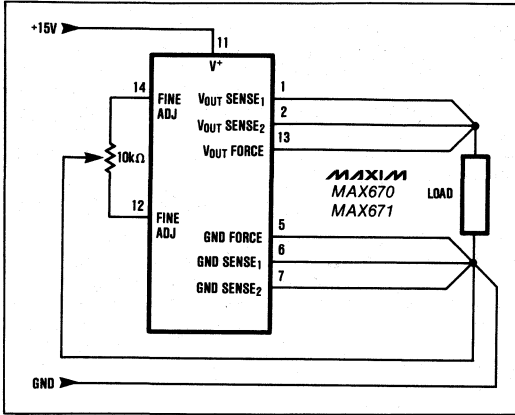 +15V
11
V+
14
FINE
ADJ
10kΩ
12
FINE
ADJ
1
VOUT SENSE1
2
VOUT SENSE2
13
VOUT FORCE
MAXIM
MAX670
MAX671
LOAD
5
GND FORCE
6
GND SENSE1
7
GND SENSE2
GND